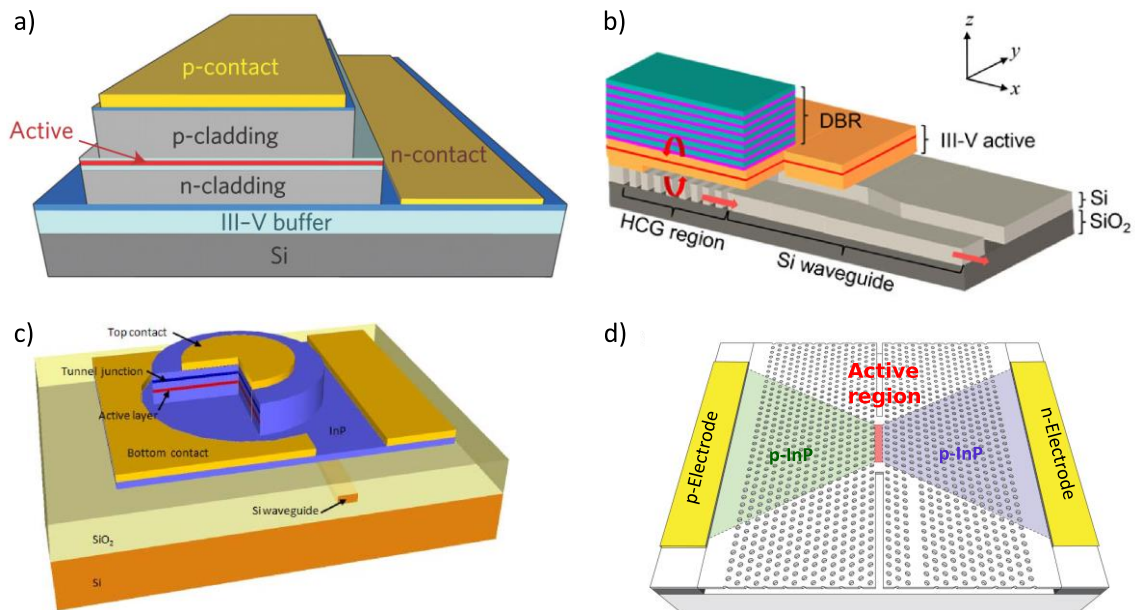 a)
p-contact
Active
p-cladding
n-contact
n-cladding
III-V buffer
Si
b)
z
y
x
DBR
III-V active
Si
SiO2
HCG region
Si waveguide
c)
Top contact
Tunnel junction
Active layer
InP
Bottom contact
Si waveguide
SiO2
Si
d)
Active
region
p-Electrode
p-InP
p-InP
n-Electrode